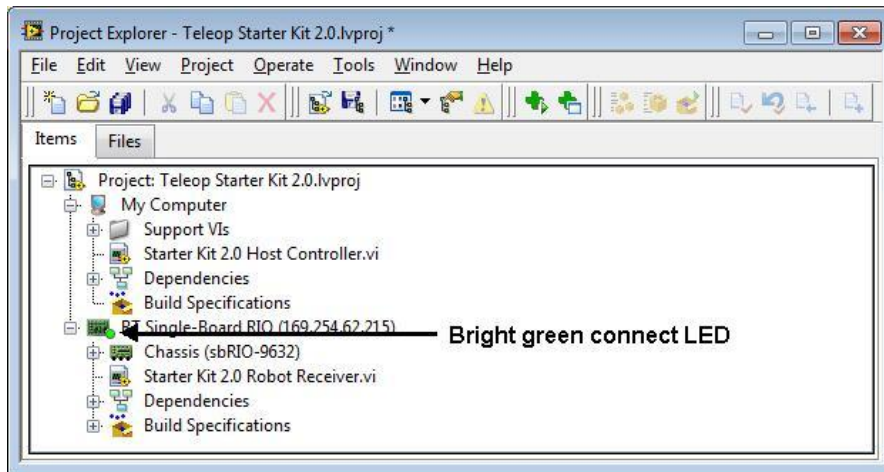 Project Explorer - Teleop Starter Kit 2.0.lvproj *
File Edit View Project Operate Tools Window Help
Items Files
Project: Teleop Starter Kit 2.0.lvproj
My Computer
Support VIs
Starter Kit 2.0 Host Controller.vi
Dependencies
Build Specifications
RT Single-Board RIO (169.254.62.215)
Bright green connect LED
Chassis (sbRIO-9632)
Starter Kit 2.0 Robot Receiver.vi
Dependencies
Build Specifications